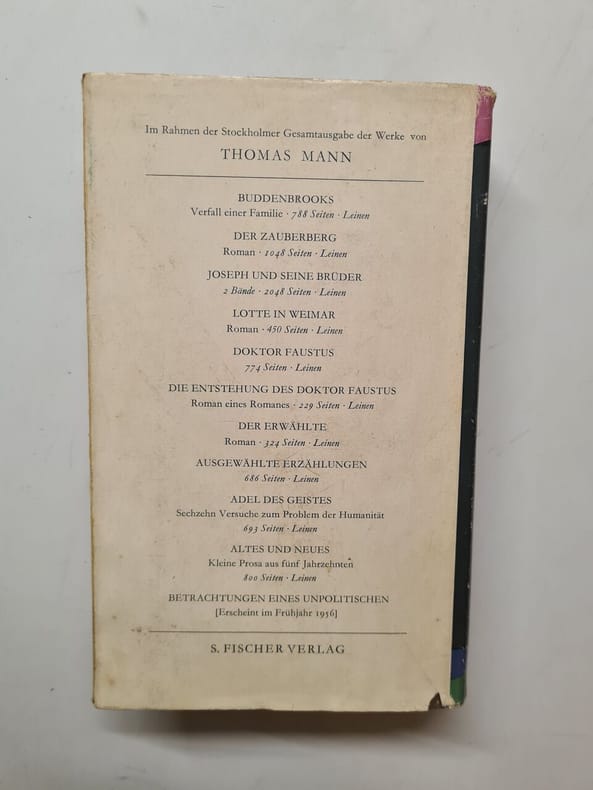 Im Rahmen der Stockholmer Gesamtausgabe der Werke von
THOMAS MANN
BUDDENBROOKS
Verfall einer Familie · 788 Seiten · Leinen
DER ZAUBERBERG
Roman · 1048 Seiten · Leinen
JOSEPH UND SEINE BRÜDER
2 Bände · 2048 Seiten · Leinen
LOTTE IN WEIMAR
Roman · 450 Seiten · Leinen
DOKTOR FAUSTUS
774 Seiten · Leinen
DIE ENTSTEHUNG DES DOKTOR FAUSTUS
Roman eines Romanes · 229 Seiten · Leinen
DER ERWÄHLTE
Roman · 324 Seiten · Leinen
AUSGEWÄHLTE ERZÄHLUNGEN
686 Seiten · Leinen
ADEL DES GEISTES
Sechzehn Versuche zum Problem der Humanität
693 Seiten · Leinen
ALTES UND NEUES
Kleine Prosa aus fünf Jahrzehnten
800 Seiten · Leinen
BETRACHTUNGEN EINES UNPOLITISCHEN
[Erscheint im Frühjahr 1956]
S. FISCHER VERLAG